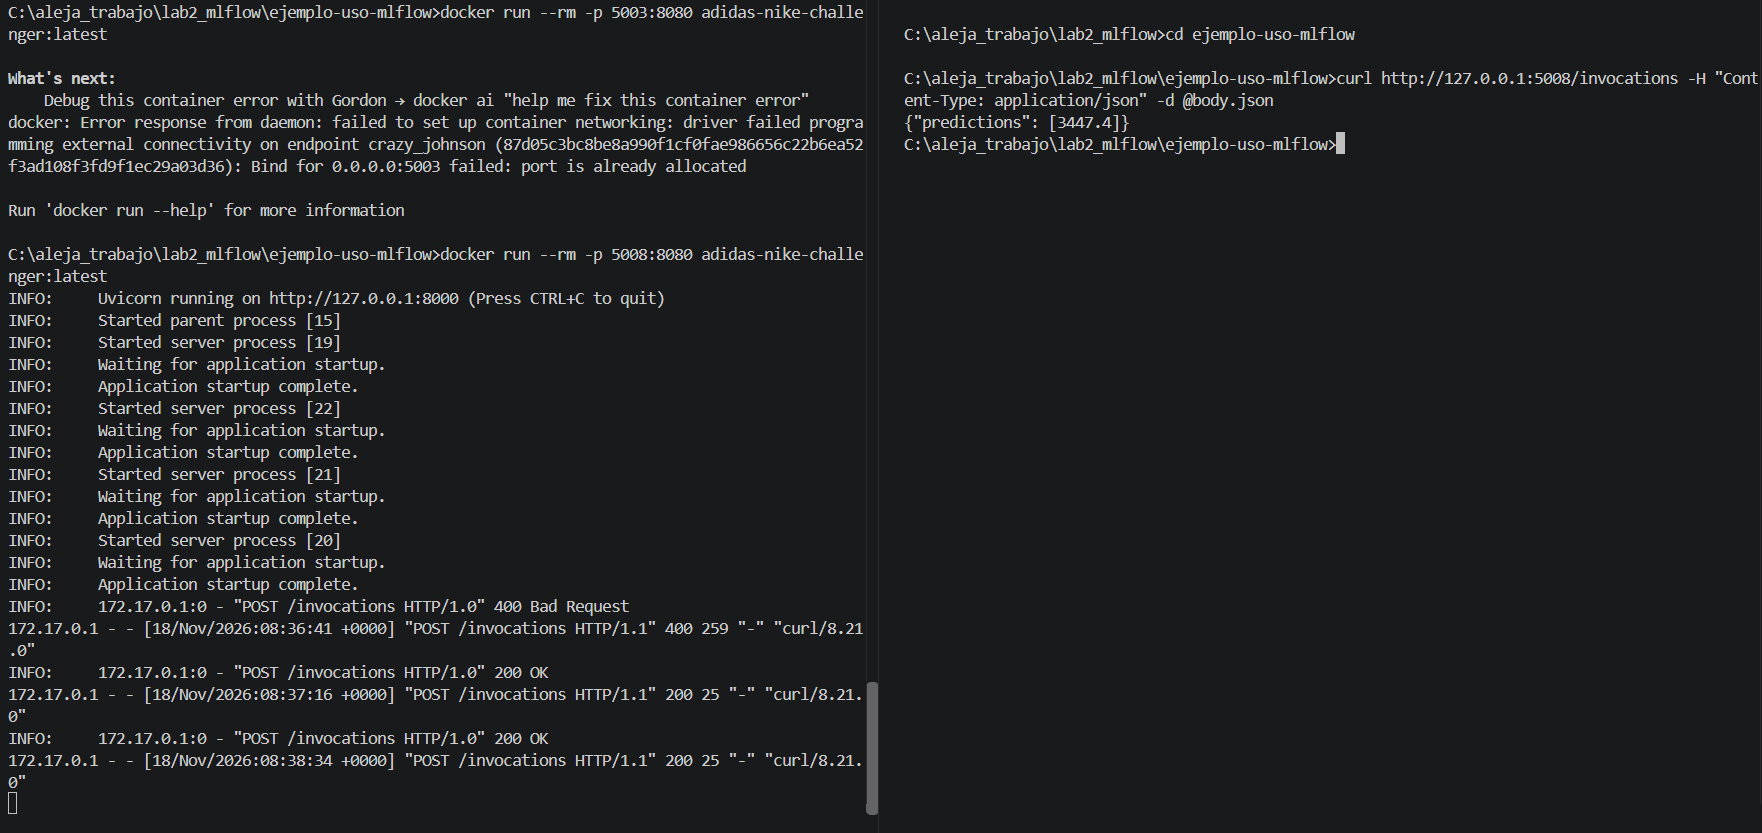 C:\aleja_trabajo\lab2_mlflow\ejemplo-uso-mlflow>docker run --rm -p 5003:8080 adidas-nike-challe
nger:latest
What's next:
    Debug this container error with Gordon → docker ai "help me fix this container error"
docker: Error response from daemon: failed to set up container networking: driver failed progra
mming external connectivity on endpoint crazy_johnson (87d05c3bc8be8a990f1cf0fae986656c22b6ea52
f3ad108f3fd9f1ec29a03d36): Bind for 0.0.0.0:5003 failed: port is already allocated
Run 'docker run --help' for more information
C:\aleja_trabajo\lab2_mlflow\ejemplo-uso-mlflow>docker run --rm -p 5008:8080 adidas-nike-challe
nger:latest
INFO:     Uvicorn running on http://127.0.0.1:8000 (Press CTRL+C to quit)
INFO:     Started parent process [15]
INFO:     Started server process [19]
INFO:     Waiting for application startup.
INFO:     Application startup complete.
INFO:     Started server process [22]
INFO:     Waiting for application startup.
INFO:     Application startup complete.
INFO:     Started server process [21]
INFO:     Waiting for application startup.
INFO:     Application startup complete.
INFO:     Started server process [20]
INFO:     Waiting for application startup.
INFO:     Application startup complete.
INFO:     172.17.0.1:0 - "POST /invocations HTTP/1.0" 400 Bad Request
172.17.0.1 - - [18/Nov/2026:08:36:41 +0000] "POST /invocations HTTP/1.1" 400 259 "-" "curl/8.21
.0"
INFO:     172.17.0.1:0 - "POST /invocations HTTP/1.0" 200 OK
172.17.0.1 - - [18/Nov/2026:08:37:16 +0000] "POST /invocations HTTP/1.1" 200 25 "-" "curl/8.21.
0"
INFO:     172.17.0.1:0 - "POST /invocations HTTP/1.0" 200 OK
172.17.0.1 - - [18/Nov/2026:08:38:34 +0000] "POST /invocations HTTP/1.1" 200 25 "-" "curl/8.21.
0"
C:\aleja_trabajo\lab2_mlflow>cd ejemplo-uso-mlflow
C:\aleja_trabajo\lab2_mlflow\ejemplo-uso-mlflow>curl http://127.0.0.1:5008/invocations -H "Cont
ent-Type: application/json" -d @body.json
{"predictions": [3447.4]}
C:\aleja_trabajo\lab2_mlflow\ejemplo-uso-mlflow>